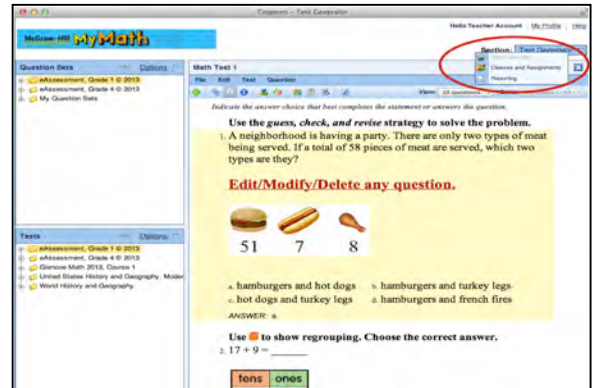 Engrade - Test Generator
Hello Teacher Account My Profile Help
McGraw-Hill MyMath
Section: Test Generator
Classes and Assignments
Reporting
Question Sets Options
eAssessment, Grade 1 © 2013
eAssessment, Grade 4 © 2013
My Question Sets
Math Test 1
File Edit Test Question
View: 20 questions
Indicate the answer choice that best completes the statement or answers the question.
Use the guess, check, and revise strategy to solve the problem.
1. A neighborhood is having a party. There are only two types of meat
being served. If a total of 58 pieces of meat are served, which two
types are they?
Edit/Modify/Delete any question.
51 7 8
a. hamburgers and hot dogs b. hamburgers and turkey legs
c. hot dogs and turkey legs d. hamburgers and french fires
ANSWER: a
Use to show regrouping. Choose the correct answer.
2. 17 + 9 = ______
tens ones
Tests Options
eAssessment, Grade 1 © 2013
eAssessment, Grade 4 © 2013
Glencoe Math 2013, Course 1
United States History and Geography: Moder
World History and Geography